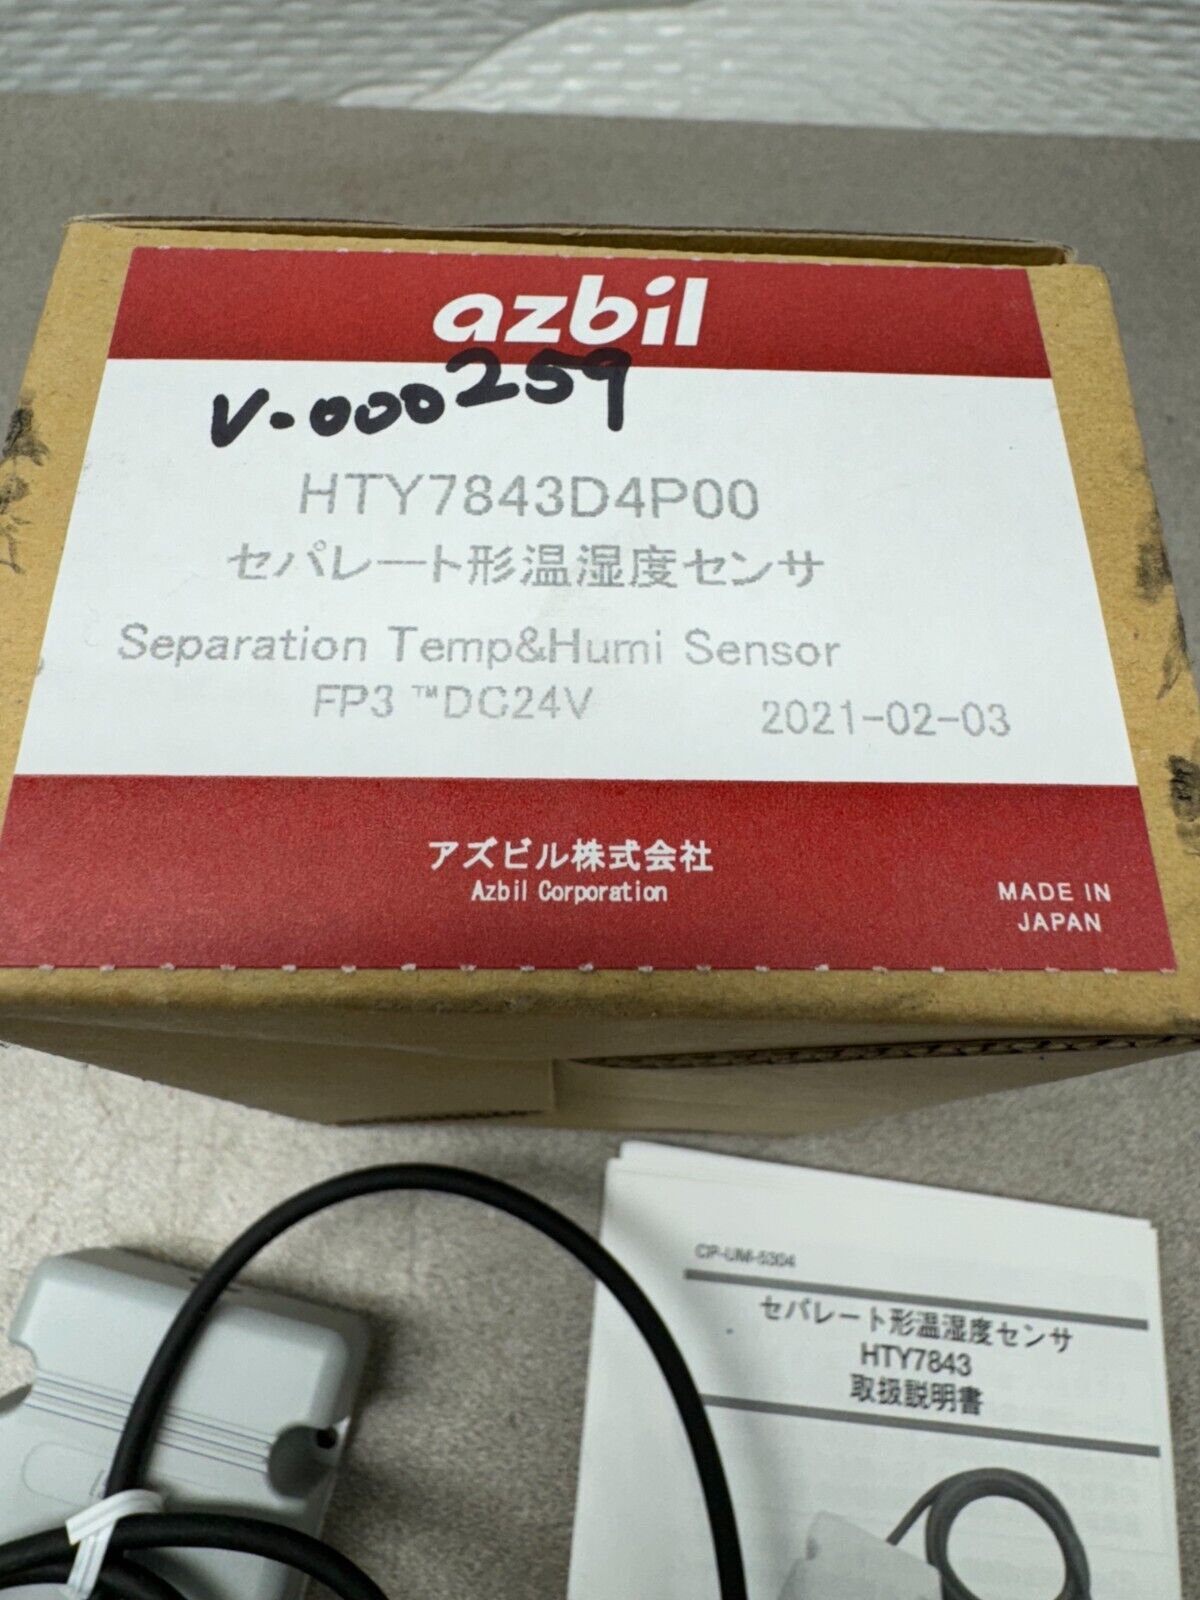 azbil
V-000259
HTY7843D4P00
セパレート形温湿度センサ
Separation Temp&Humi Sensor
FP3 ™DC24V
2021-02-03
アズビル株式会社
Azbil Corporation
MADE IN
JAPAN
CP-UM-5304
セパレート形温湿度センサ
HTY7843
取扱説明書